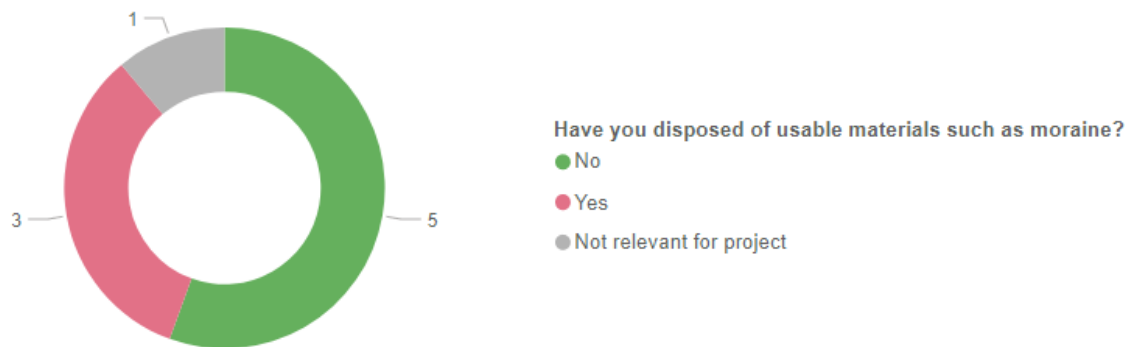 1
3
5
Have you disposed of usable materials such as moraine?
No
Yes
Not relevant for project